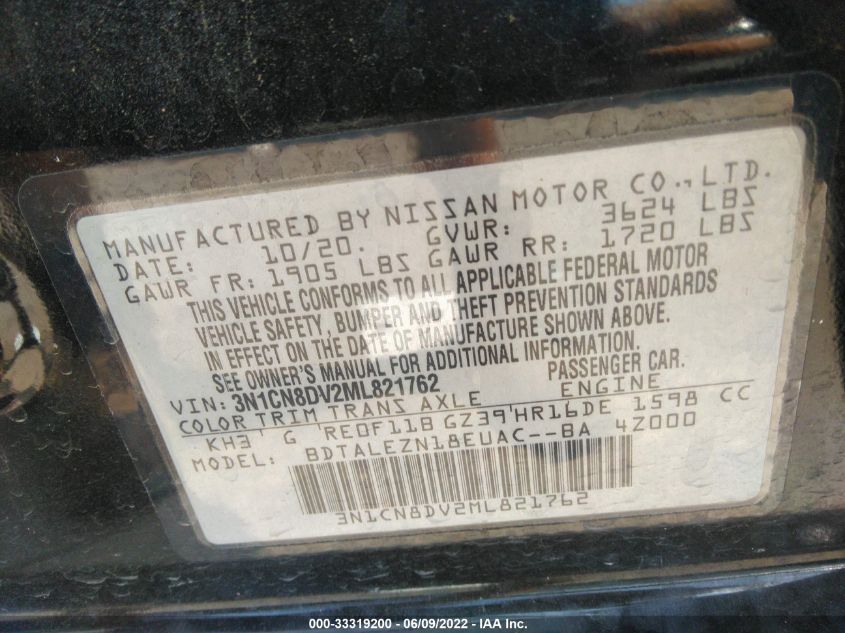 MANUFACTURED BY NISSAN MOTOR CO., LTD.
DATE: 10/20. GVWR: 3624 LBS
GAWR FR: 1905 LBS GAWR RR: 1720 LBS
THIS VEHICLE CONFORMS TO ALL APPLICABLE FEDERAL MOTOR
VEHICLE SAFETY, BUMPER AND THEFT PREVENTION STANDARDS
IN EFFECT ON THE DATE OF MANUFACTURE SHOWN ABOVE.
SEE OWNER'S MANUAL FOR ADDITIONAL INFORMATION.
VIN: 3N1CN8DV2ML821762 PASSENGER CAR.
COLOR TRIM TRANS AXLE ENGINE
KH3 G RE0F11B GZ39 HR16DE 1598 CC
MODEL: BDTALEZN18EUAC--BA 4Z000
3N1CN8DV2ML821762
000-33319200 - 06/09/2022 - IAA Inc.